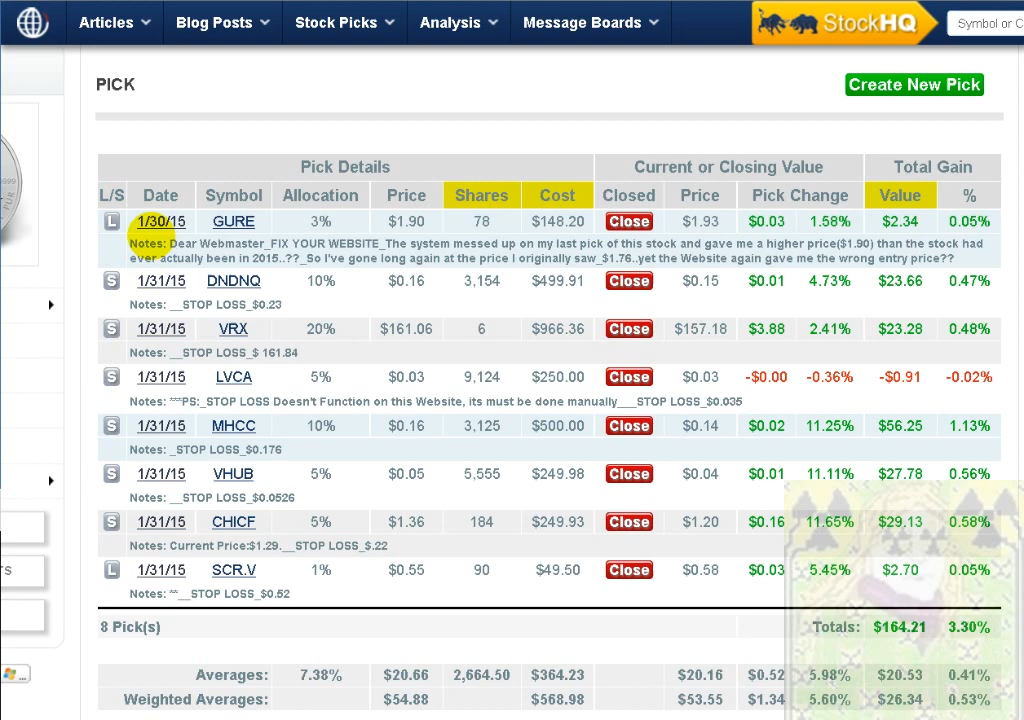 Articles Blog Posts Stock Picks Analysis Message Boards StockHQ Symbol or C
PICK Create New Pick
Pick Details Current or Closing Value Total Gain
L/S Date Symbol Allocation Price Shares Cost Closed Price Pick Change Value %
L 1/30/15 GURE 3% $1.90 78 $148.20 Close $1.93 $0.03 1.58% $2.34 0.05%
Notes: Dear Webmaster_FIX YOUR WEBSITE_The system messed up on my last pick of this stock and gave me a higher price($1.90) than the stock had
ever actually been in 2015..??_So I've gone long again at the price I originally saw_$1.76..yet the Website again gave me the wrong entry price??
S 1/31/15 DNDNQ 10% $0.16 3,154 $499.91 Close $0.15 $0.01 4.73% $23.66 0.47%
Notes: __STOP LOSS_$0.23
S 1/31/15 VRX 20% $161.06 6 $966.36 Close $157.18 $3.88 2.41% $23.28 0.48%
Notes: __STOP LOSS_$ 161.84
S 1/31/15 LVCA 5% $0.03 9,124 $250.00 Close $0.03 -$0.00 -0.36% -$0.91 -0.02%
Notes: ***PS:_STOP LOSS Doesn't Function on this Website, its must be done manually___STOP LOSS_$0.035
S 1/31/15 MHCC 10% $0.16 3,125 $500.00 Close $0.14 $0.02 11.25% $56.25 1.13%
Notes: _STOP LOSS_$0.176
S 1/31/15 VHUB 5% $0.05 5,555 $249.98 Close $0.04 $0.01 11.11% $27.78 0.56%
Notes: __STOP LOSS_$0.0526
S 1/31/15 CHICF 5% $1.36 184 $249.93 Close $1.20 $0.16 11.65% $29.13 0.58%
Notes: Current Price:$1.29.__STOP LOSS_$.22
L 1/31/15 SCR.V 1% $0.55 90 $49.50 Close $0.58 $0.03 5.45% $2.70 0.05%
Notes: **__STOP LOSS_$0.52
8 Pick(s) Totals: $164.21 3.30%
Averages: 7.38% $20.66 2,664.50 $364.23 $20.16 $0.52 5.98% $20.53 0.41%
Weighted Averages: $54.88 $568.98 $53.55 $1.34 5.60% $26.34 0.53%